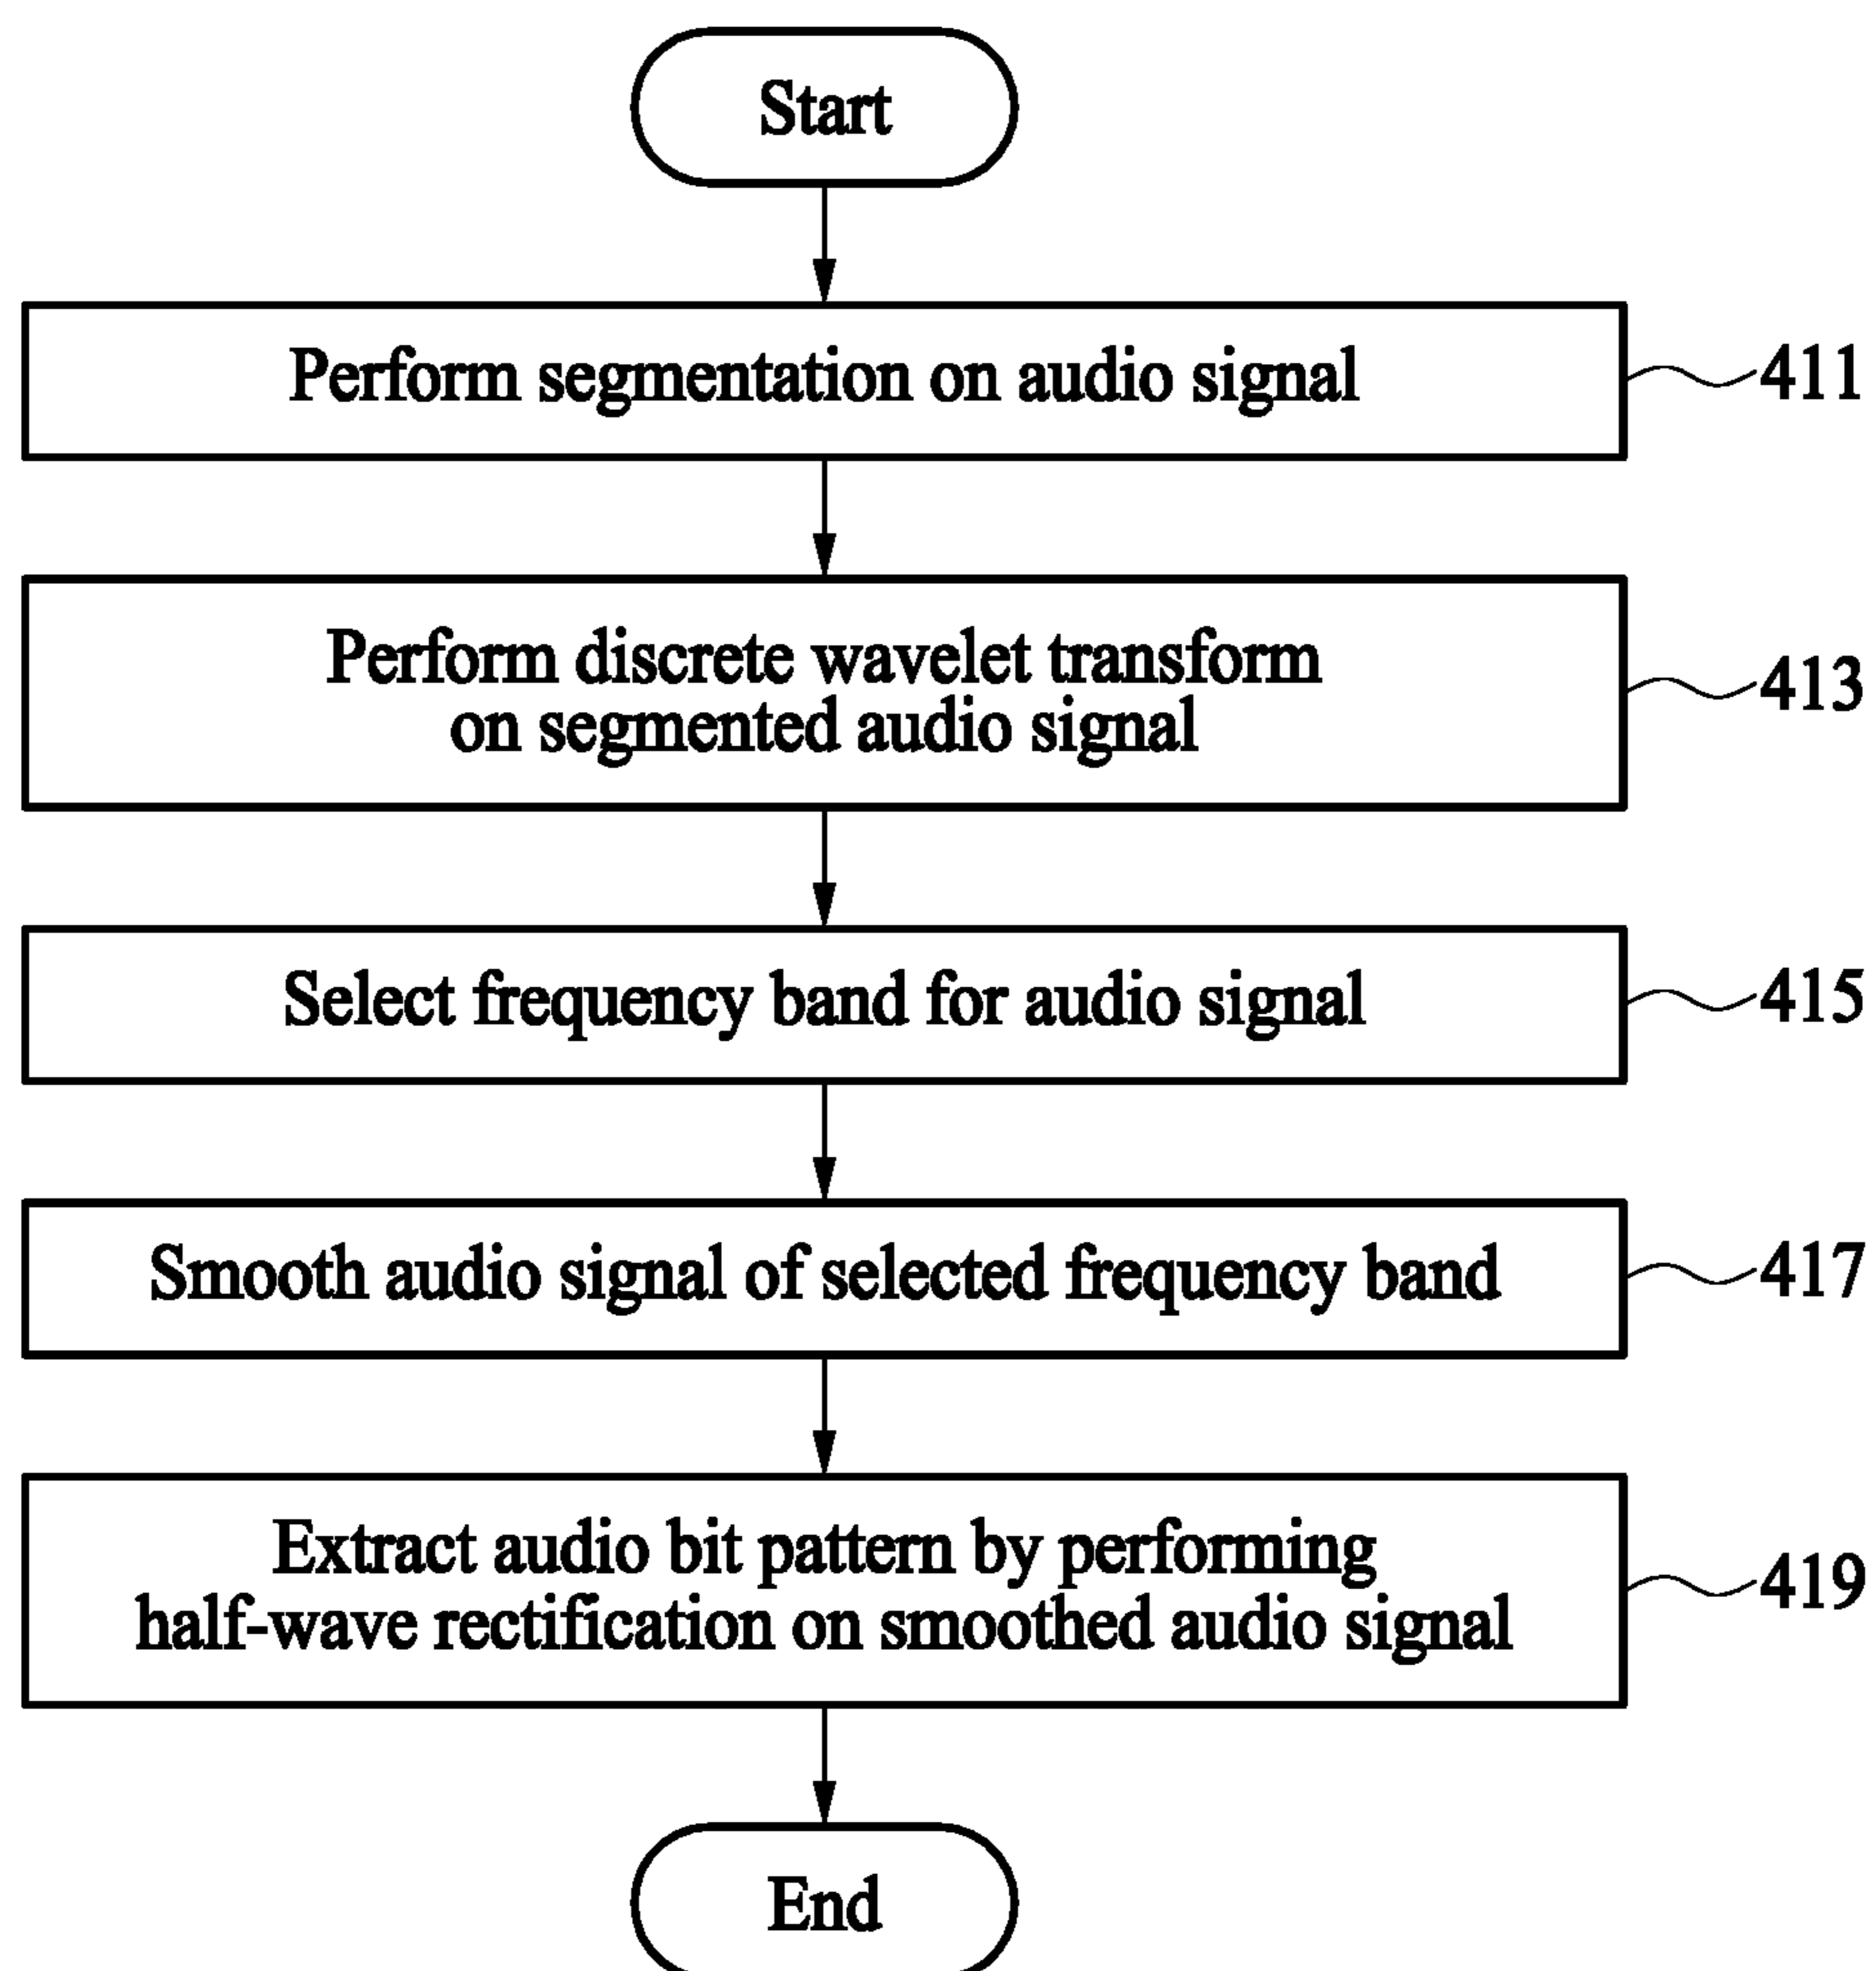 Start
Perform segmentation on audio signal
411
Perform discrete wavelet transform
on segmented audio signal
413
Select frequency band for audio signal
415
Smooth audio signal of selected frequency band
417
Extract audio bit pattern by performing
half-wave rectification on smoothed audio signal
419
End